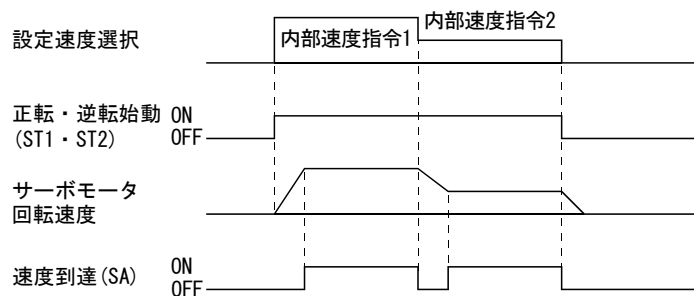 設定速度選択
内部速度指令1
内部速度指令2
正転・逆転始動
(ST1・ST2)
ON
OFF
サーボモータ
回転速度
速度到達(SA)
ON
OFF